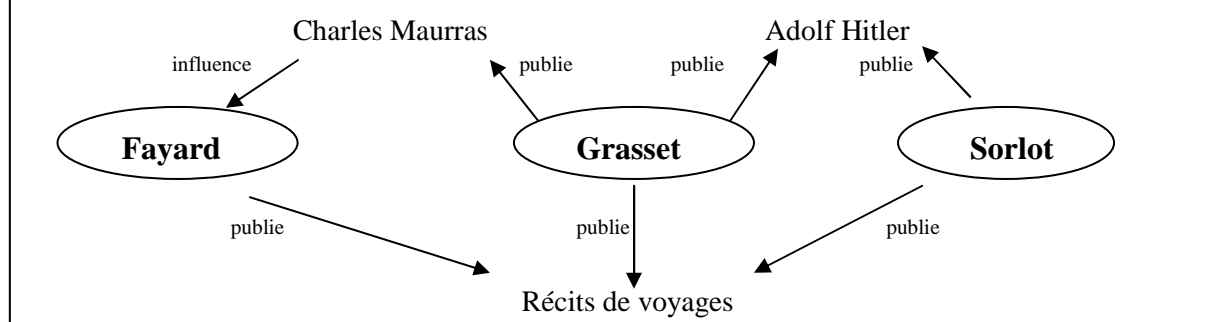 Charles Maurras Adolf Hitler
influence publie publie publie
Fayard Grasset Sorlot
publie publie publie
Récits de voyages